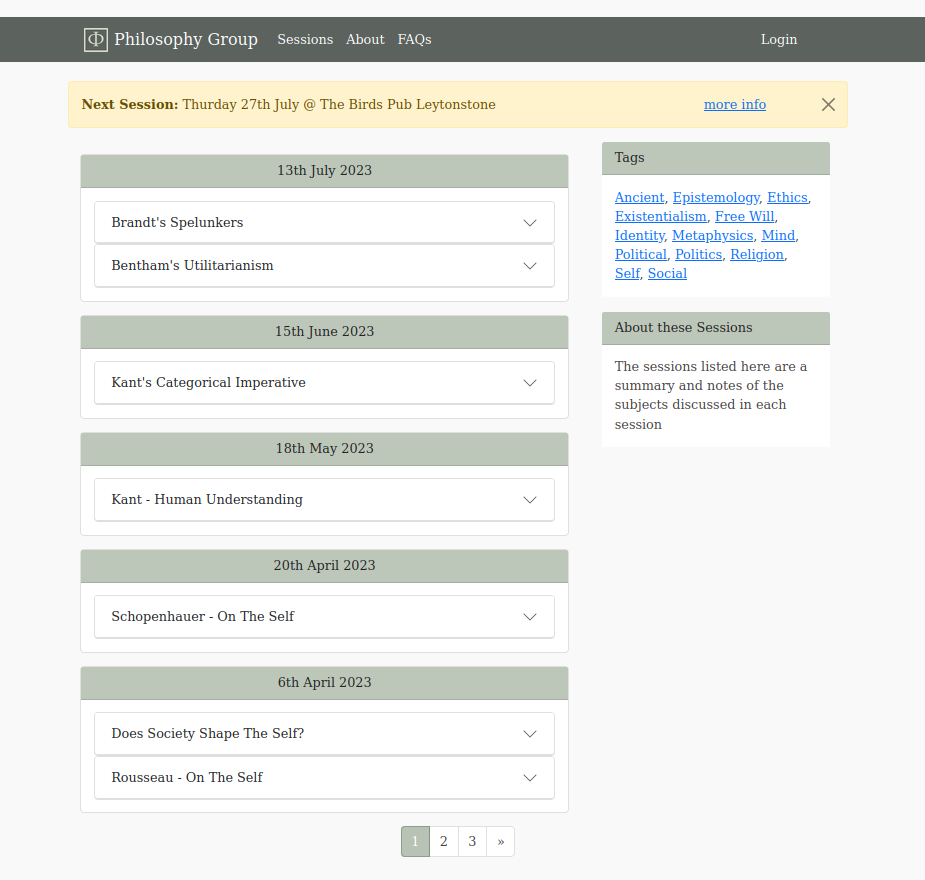 Φ Philosophy Group Sessions About FAQs Login
Next Session: Thurday 27th July @ The Birds Pub Leytonstone more info
13th July 2023
Brandt's Spelunkers
Bentham's Utilitarianism
15th June 2023
Kant's Categorical Imperative
18th May 2023
Kant - Human Understanding
20th April 2023
Schopenhauer - On The Self
6th April 2023
Does Society Shape The Self?
Rousseau - On The Self
1 2 3 »
Tags
Ancient, Epistemology, Ethics,
Existentialism, Free Will,
Identity, Metaphysics, Mind,
Political, Politics, Religion,
Self, Social
About these Sessions
The sessions listed here are a
summary and notes of the
subjects discussed in each
session